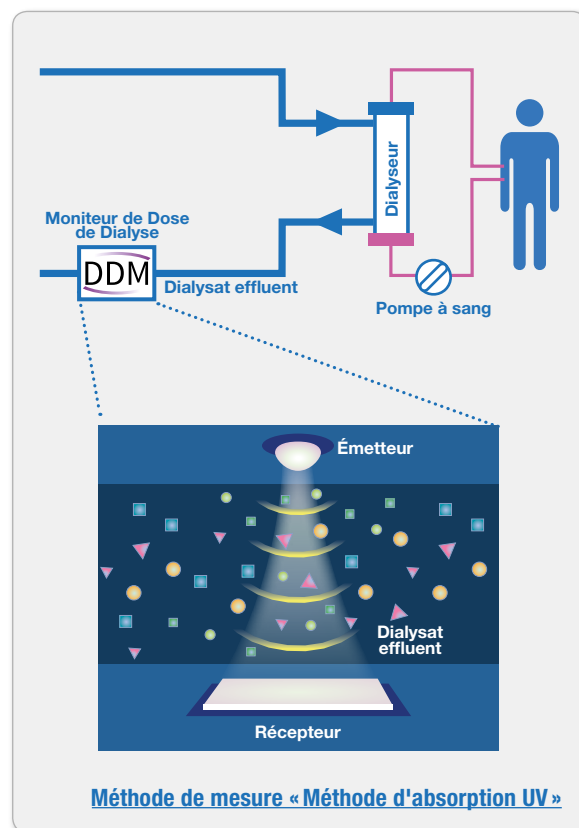 Dialyseur
Moniteur de Dose
de Dialyse
DDM
Dialysat effluent
Pompe à sang
Émetteur
Dialysat
effluent
Récepteur
Méthode de mesure « Méthode d'absorption UV »